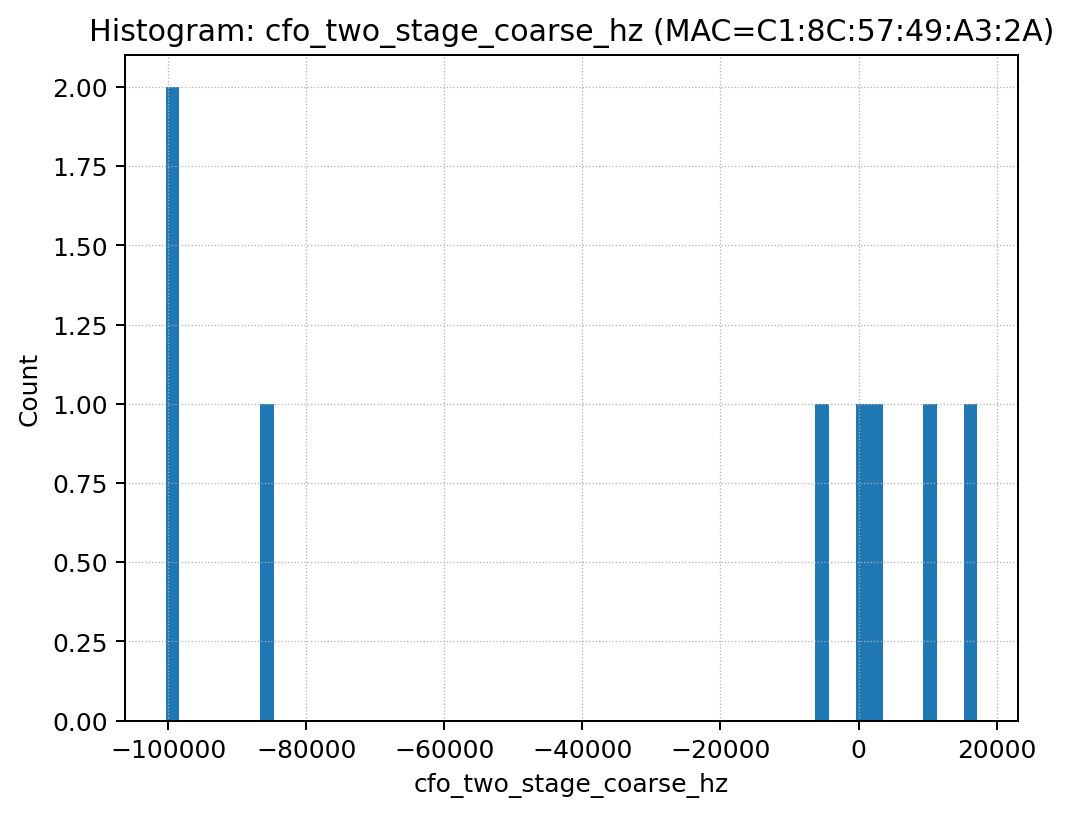 Histogram: cfo_two_stage_coarse_hz (MAC=C1:8C:57:49:A3:2A)
2.00
1.75
1.50
1.25
1.00
0.75
0.50
0.25
0.00
Count
−100000 −80000 −60000 −40000 −20000 0 20000
cfo_two_stage_coarse_hz